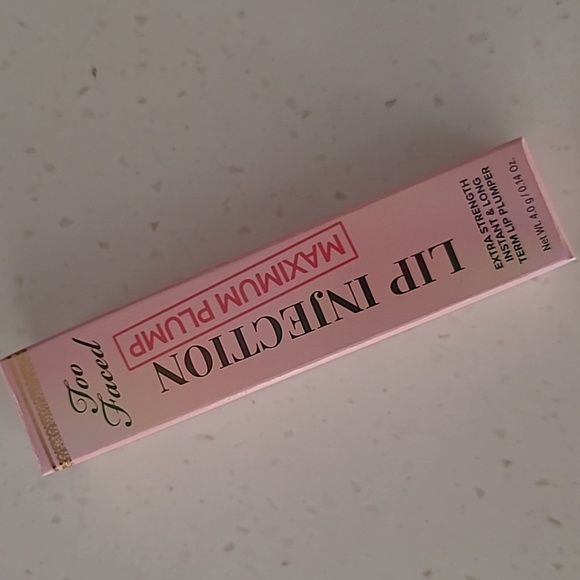 Too
Faced
LIP INJECTION
MAXIMUM PLUMP
EXTRA STRENGTH
INSTANT & LONG
TERM LIP PLUMPER
Net Wt. 4.0 g / 0.14 Oz.